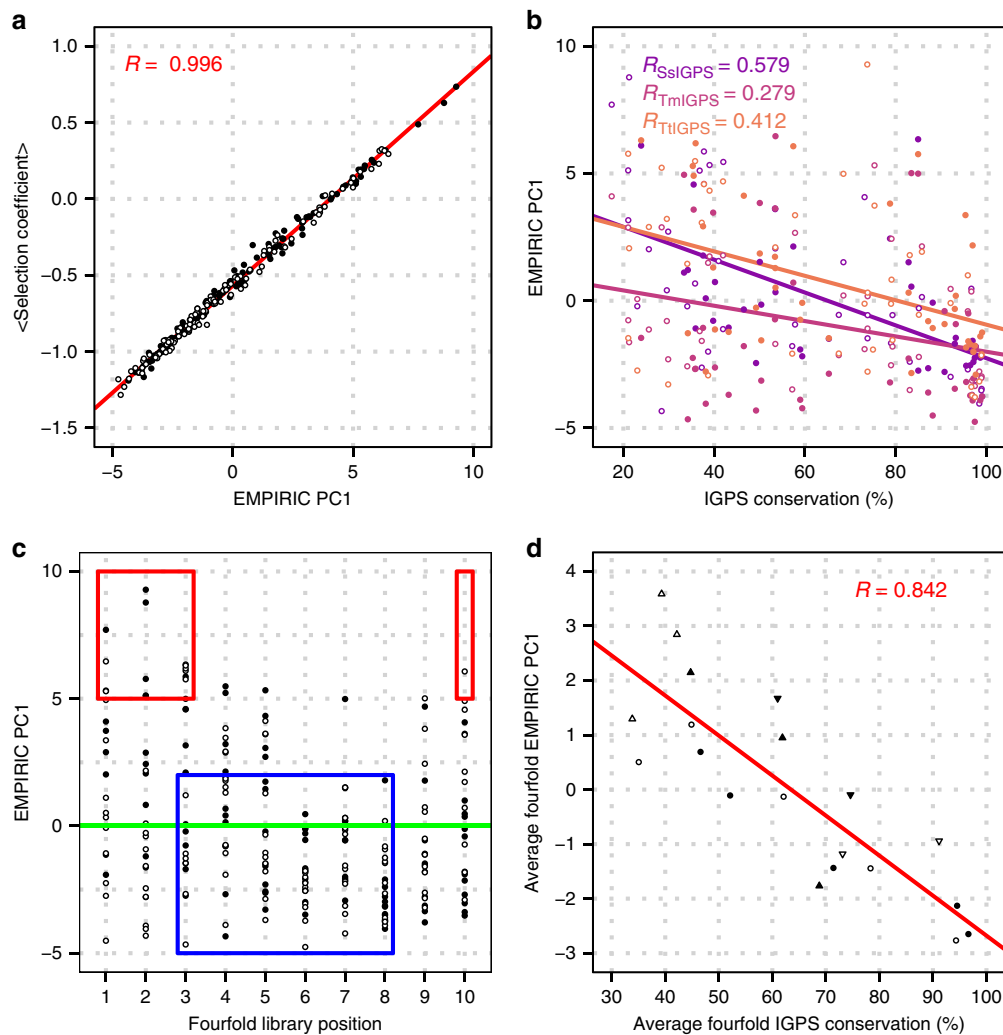 a
R = 0.996
1.0
0.5
0.0
−0.5
−1.0
−1.5
<Selection coefficient>
−5
0
5
10
EMPIRIC PC1
b
R SsIGPS = 0.579
R TmIGPS = 0.279
R TtIGPS = 0.412
10
5
0
−5
EMPIRIC PC1
20
40
60
80
100
IGPS conservation (%)
c
10
5
0
−5
EMPIRIC PC1
1
2
3
4
5
6
7
8
9
10
Fourfold library position
d
R = 0.842
4
3
2
1
0
−1
−2
−3
Average fourfold EMPIRIC PC1
30
40
50
60
70
80
90
100
Average fourfold IGPS conservation (%)